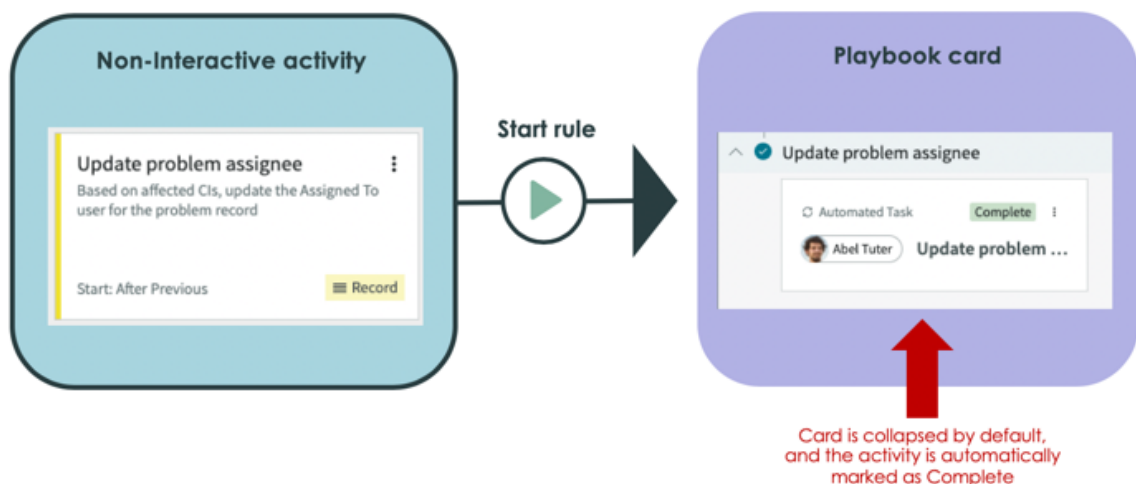 Non-Interactive activity
Update problem assignee
Based on affected CIs, update the Assigned To
user for the problem record
Start: After Previous
Record
Start rule
Playbook card
Update problem assignee
Automated Task
Complete
Abel Tuter
Update problem ...
Card is collapsed by default,
and the activity is automatically
marked as Complete